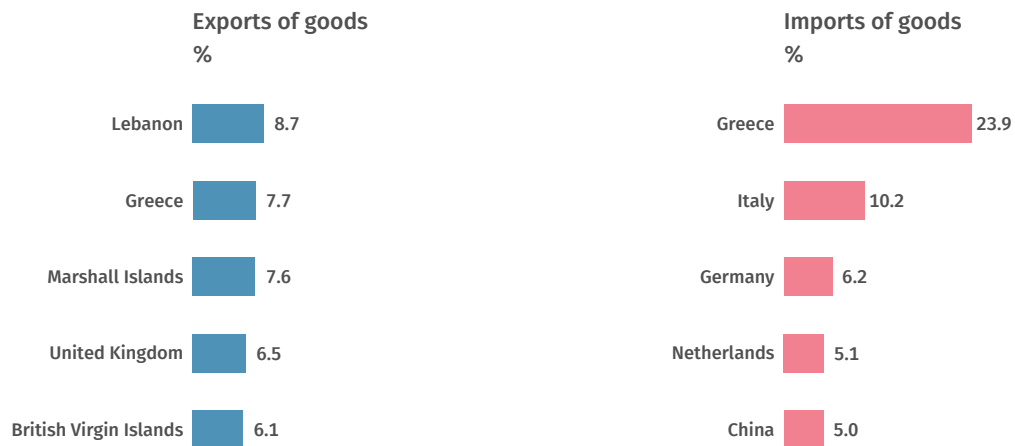 Exports of goods
%
Lebanon 8.7
Greece 7.7
Marshall Islands 7.6
United Kingdom 6.5
British Virgin Islands 6.1
Imports of goods
%
Greece 23.9
Italy 10.2
Germany 6.2
Netherlands 5.1
China 5.0